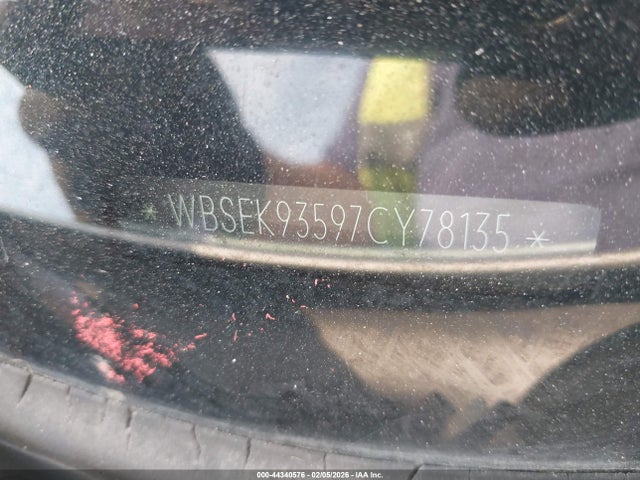 * WBSEK93597CY78135 *
000-44340576 - 02/05/2026 - IAA Inc.